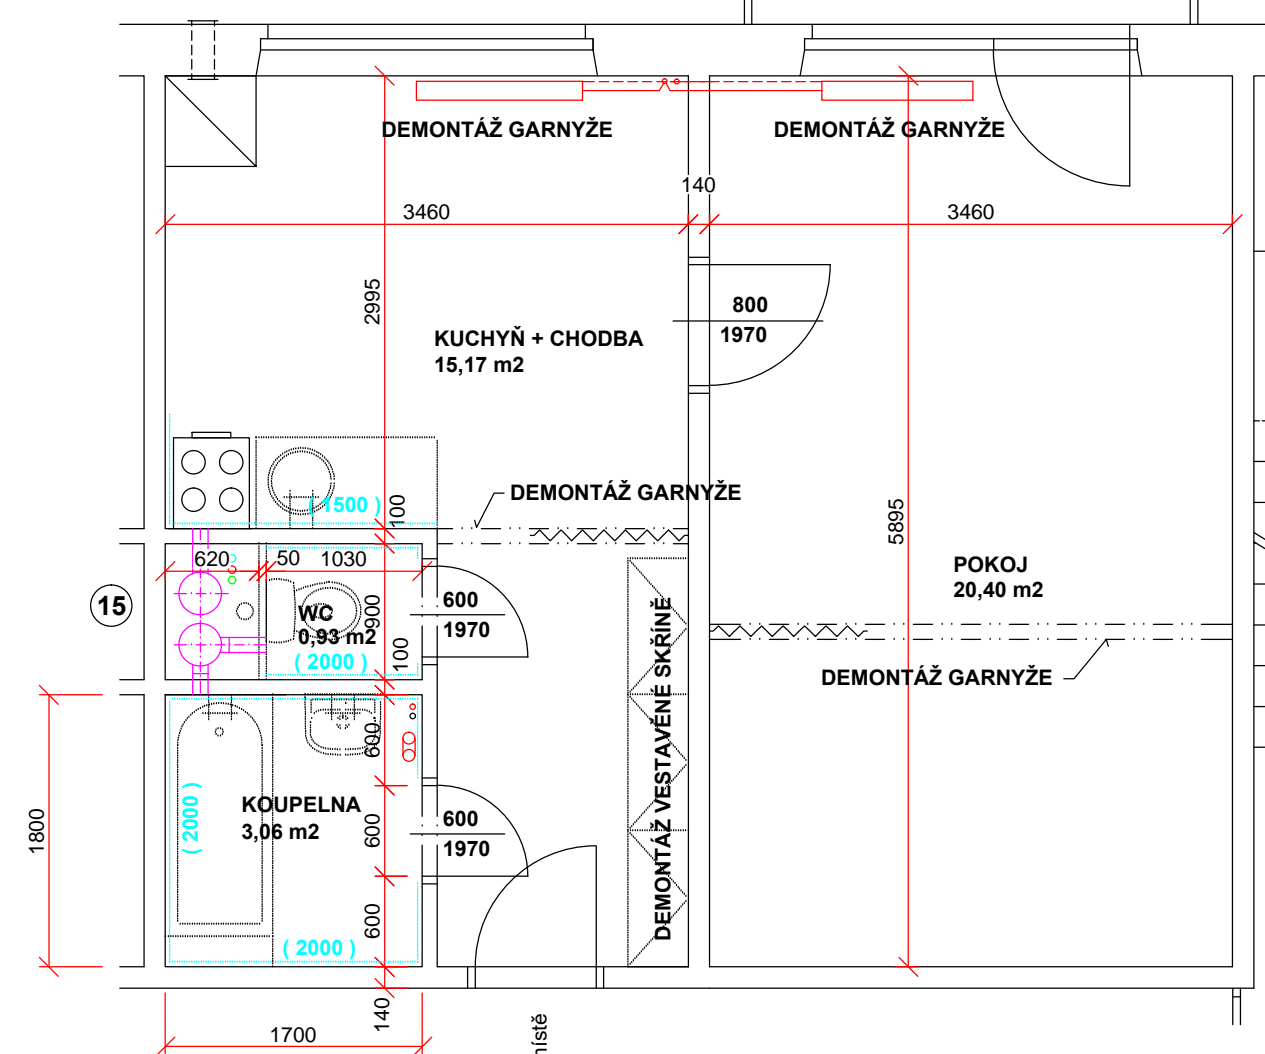 DEMONTÁŽ GARNYŽE
DEMONTÁŽ GARNYŽE
140
3460
3460
2995
800
1970
KUCHYŇ + CHODBA
15,17 m2
DEMONTÁŽ GARNYŽE
( 1500 )
100
5895
620
50
1030
POKOJ
20,40 m2
15
WC
0,93 m2
900
600
1970
( 2000 )
100
DEMONTÁŽ GARNYŽE
DEMONTÁŽ VESTAVĚNÉ SKŘÍNĚ
600
KOUPELNA
3,06 m2
( 2000 )
1800
600
600
1970
600
( 2000 )
140
1700
ístě